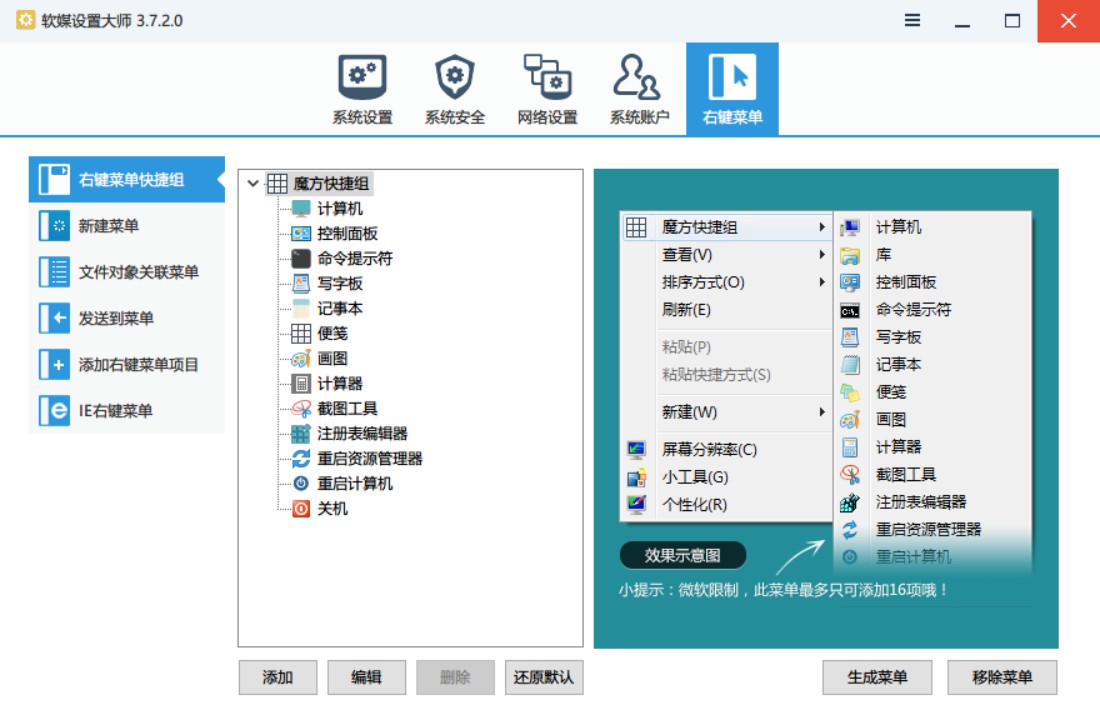 软媒设置大师 3.7.2.0
系统设置
系统安全
网络设置
系统账户
右键菜单
右键菜单快捷组
新建菜单
文件对象关联菜单
发送到菜单
添加右键菜单项目
IE右键菜单
魔方快捷组
计算机
控制面板
命令提示符
写字板
记事本
便笺
画图
计算器
截图工具
注册表编辑器
重启资源管理器
重启计算机
关机
魔方快捷组
查看(V)
排序方式(O)
刷新(E)
粘贴(P)
粘贴快捷方式(S)
新建(W)
屏幕分辨率(C)
小工具(G)
个性化(R)
计算机
库
控制面板
命令提示符
写字板
记事本
便笺
画图
计算器
截图工具
注册表编辑器
重启资源管理器
重启计算机
效果示意图
小提示：微软限制，此菜单最多只可添加16项哦！
添加
编辑
删除
还原默认
生成菜单
移除菜单